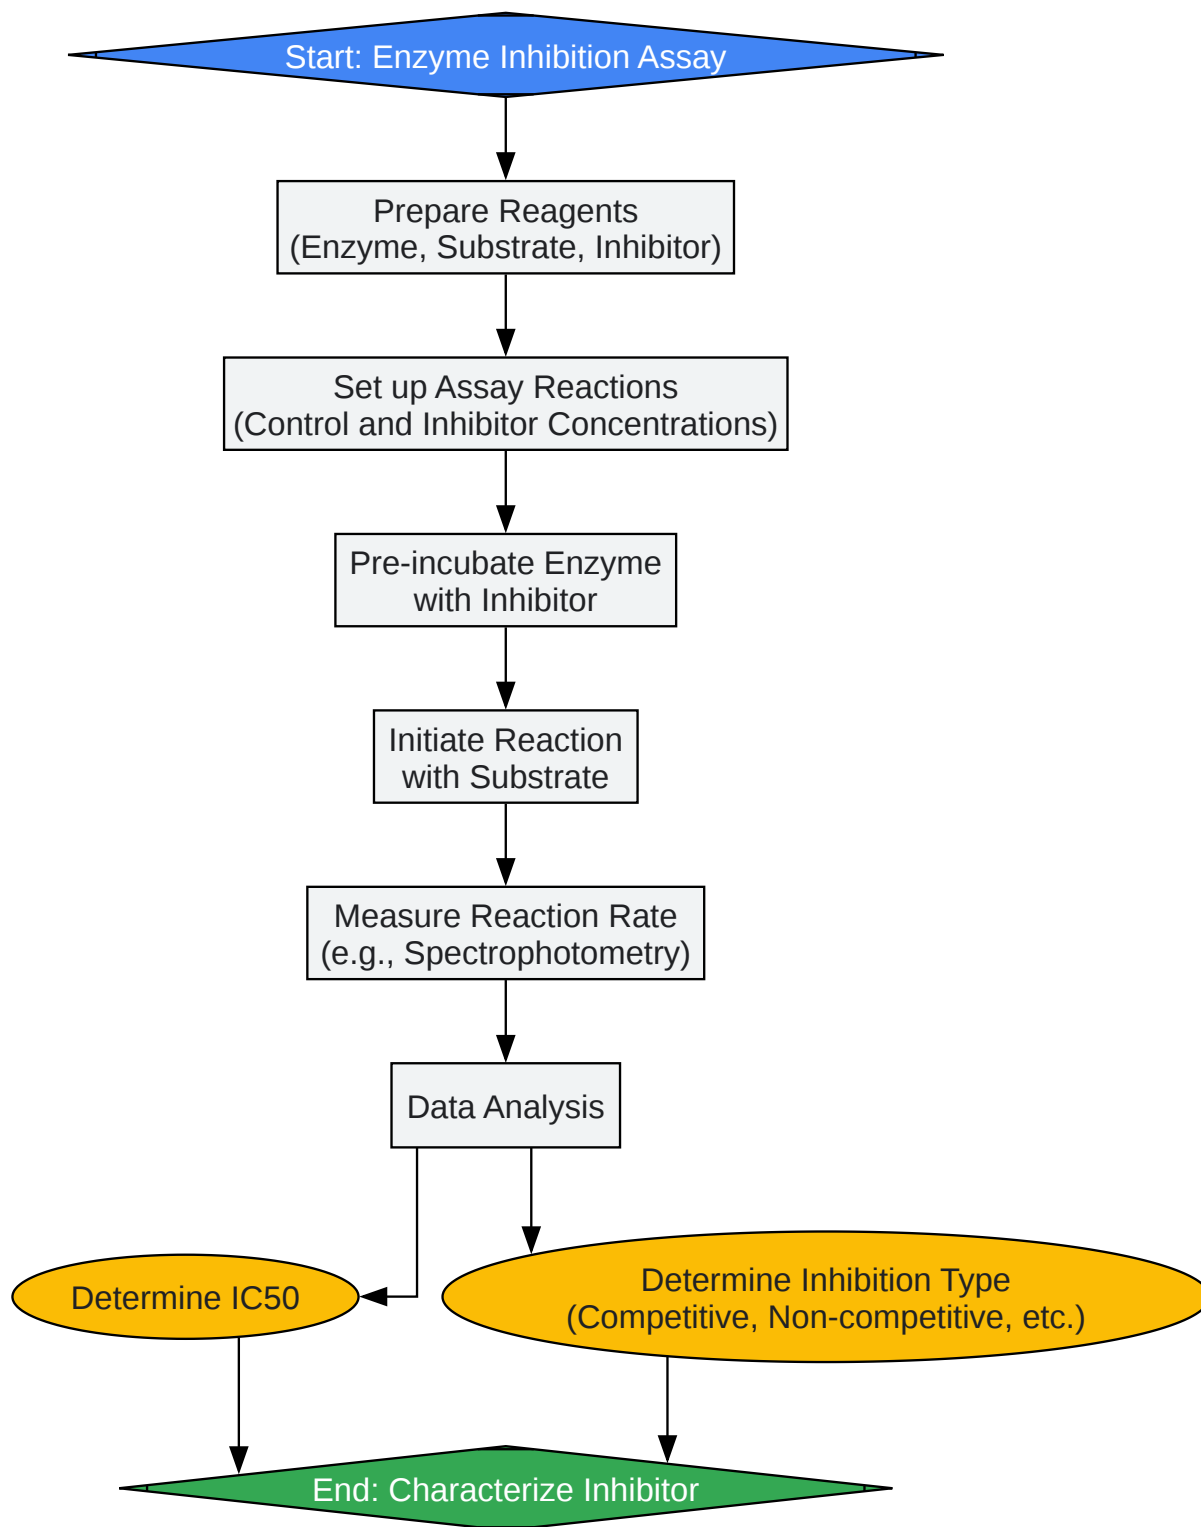 Start: Enzyme Inhibition Assay
Prepare Reagents
(Enzyme, Substrate, Inhibitor)
Set up Assay Reactions
(Control and Inhibitor Concentrations)
Pre-incubate Enzyme
with Inhibitor
Initiate Reaction
with Substrate
Measure Reaction Rate
(e.g., Spectrophotometry)
Data Analysis
Determine IC50
Determine Inhibition Type
(Competitive, Non-competitive, etc.)
End: Characterize Inhibitor